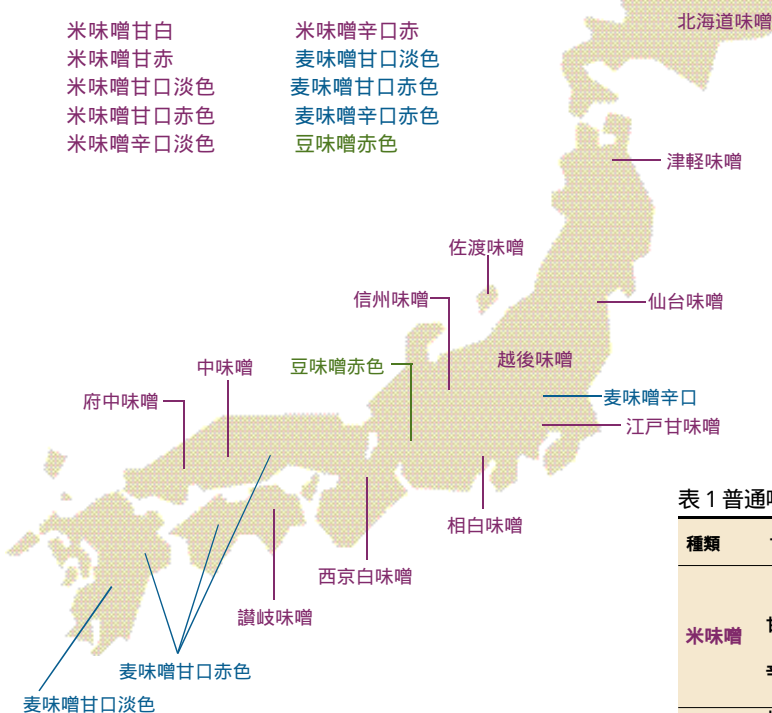 米味噌甘白
米味噌甘赤
米味噌甘口淡色
米味噌甘口赤色
米味噌辛口淡色
米味噌辛口赤
麦味噌甘口淡色
麦味噌甘口赤色
麦味噌辛口赤色
豆味噌赤色
北海道味噌
津軽味噌
佐渡味噌
信州味噌
仙台味噌
越後味噌
中味噌
豆味噌赤色
府中味噌
麦味噌辛口
江戸甘味噌
相白味噌
西京白味噌
讃岐味噌
麦味噌甘口赤色
麦味噌甘口淡色
表 1 普通
種類
米味噌